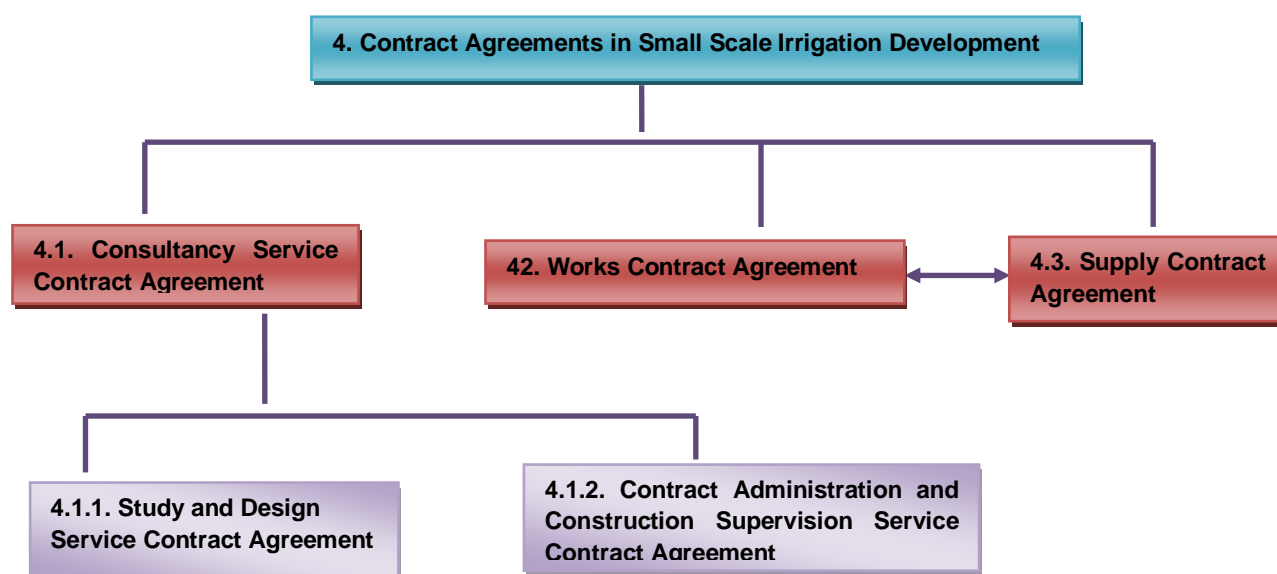 4. Contract Agreements in Small Scale Irrigation Development
4.1. Consultancy Service
Contract Agreement
42. Works Contract Agreement
4.3. Supply Contract
Agreement
4.1.1. Study and Design
Service Contract Agreement
4.1.2. Contract Administration and
Construction Supervision Service
Contract Agreement